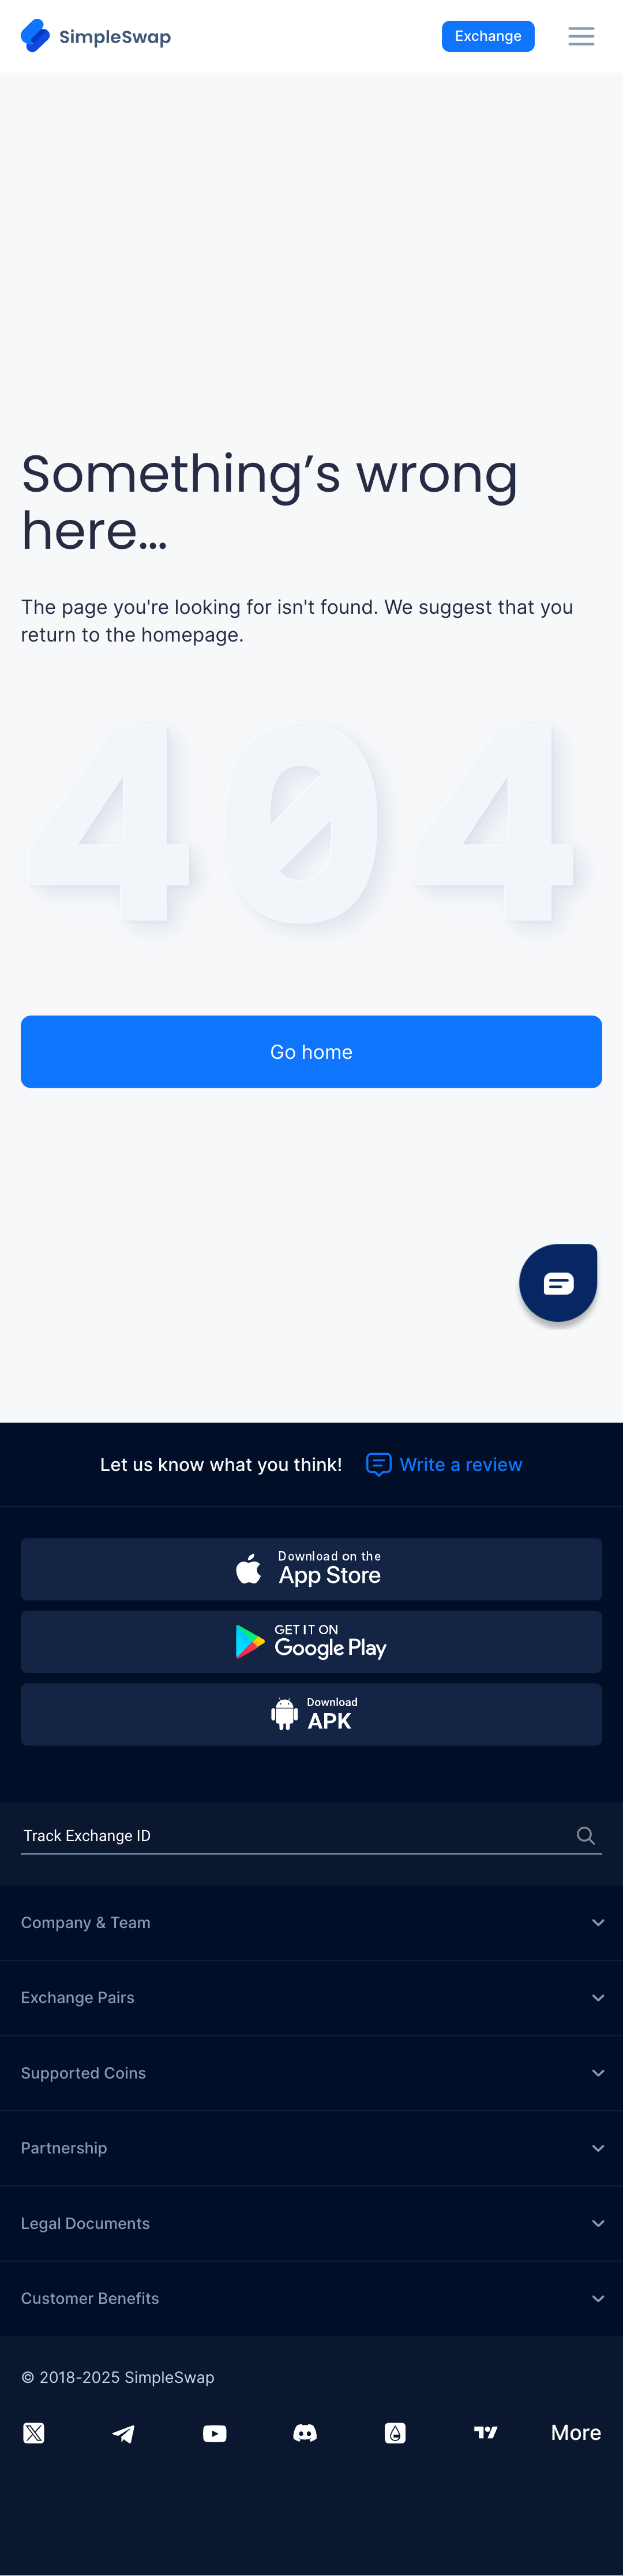 SimpleSwap
Exchange
Something’s wrong
here...
The page you're looking for isn't found. We suggest that you
return to the homepage.
404
Go home
Let us know what you think!
Write a review
Download on the
App Store
GET IT ON
Google Play
Download
APK
Track Exchange ID
Company & Team
Exchange Pairs
Supported Coins
Partnership
Legal Documents
Customer Benefits
© 2018-2025 SimpleSwap
More